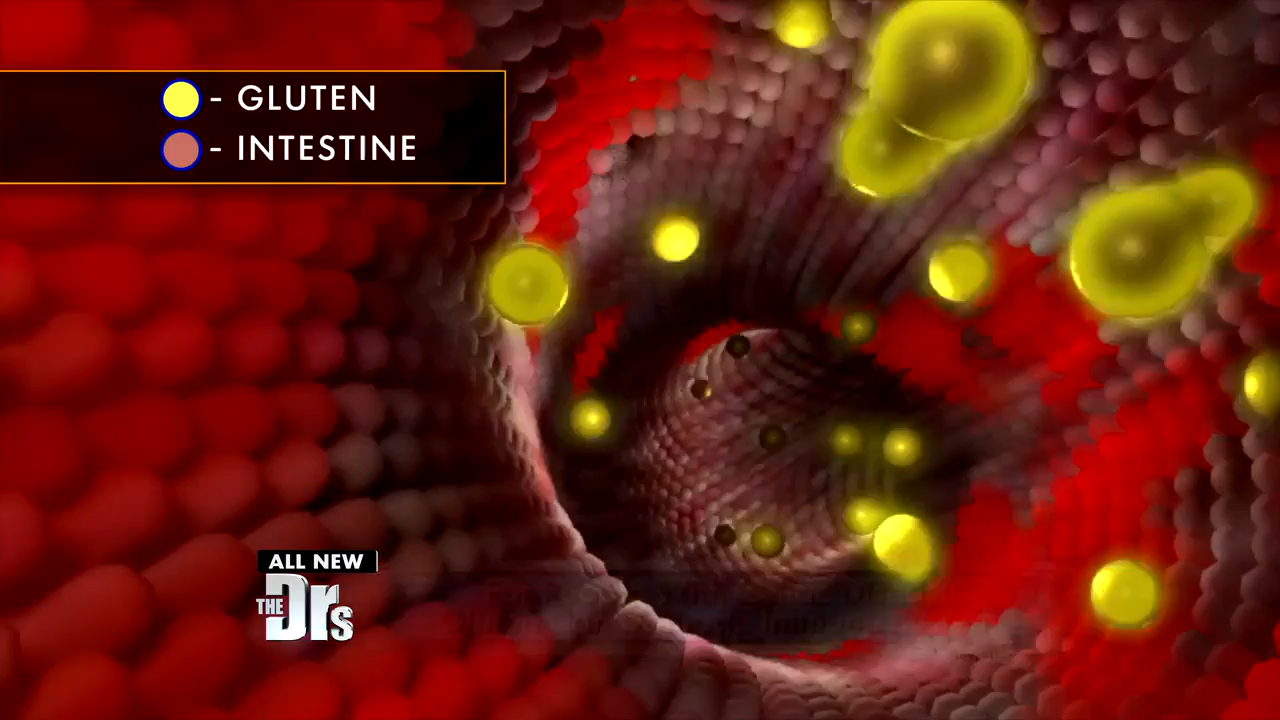 - GLUTEN
- INTESTINE
ALL NEW
THE Drs